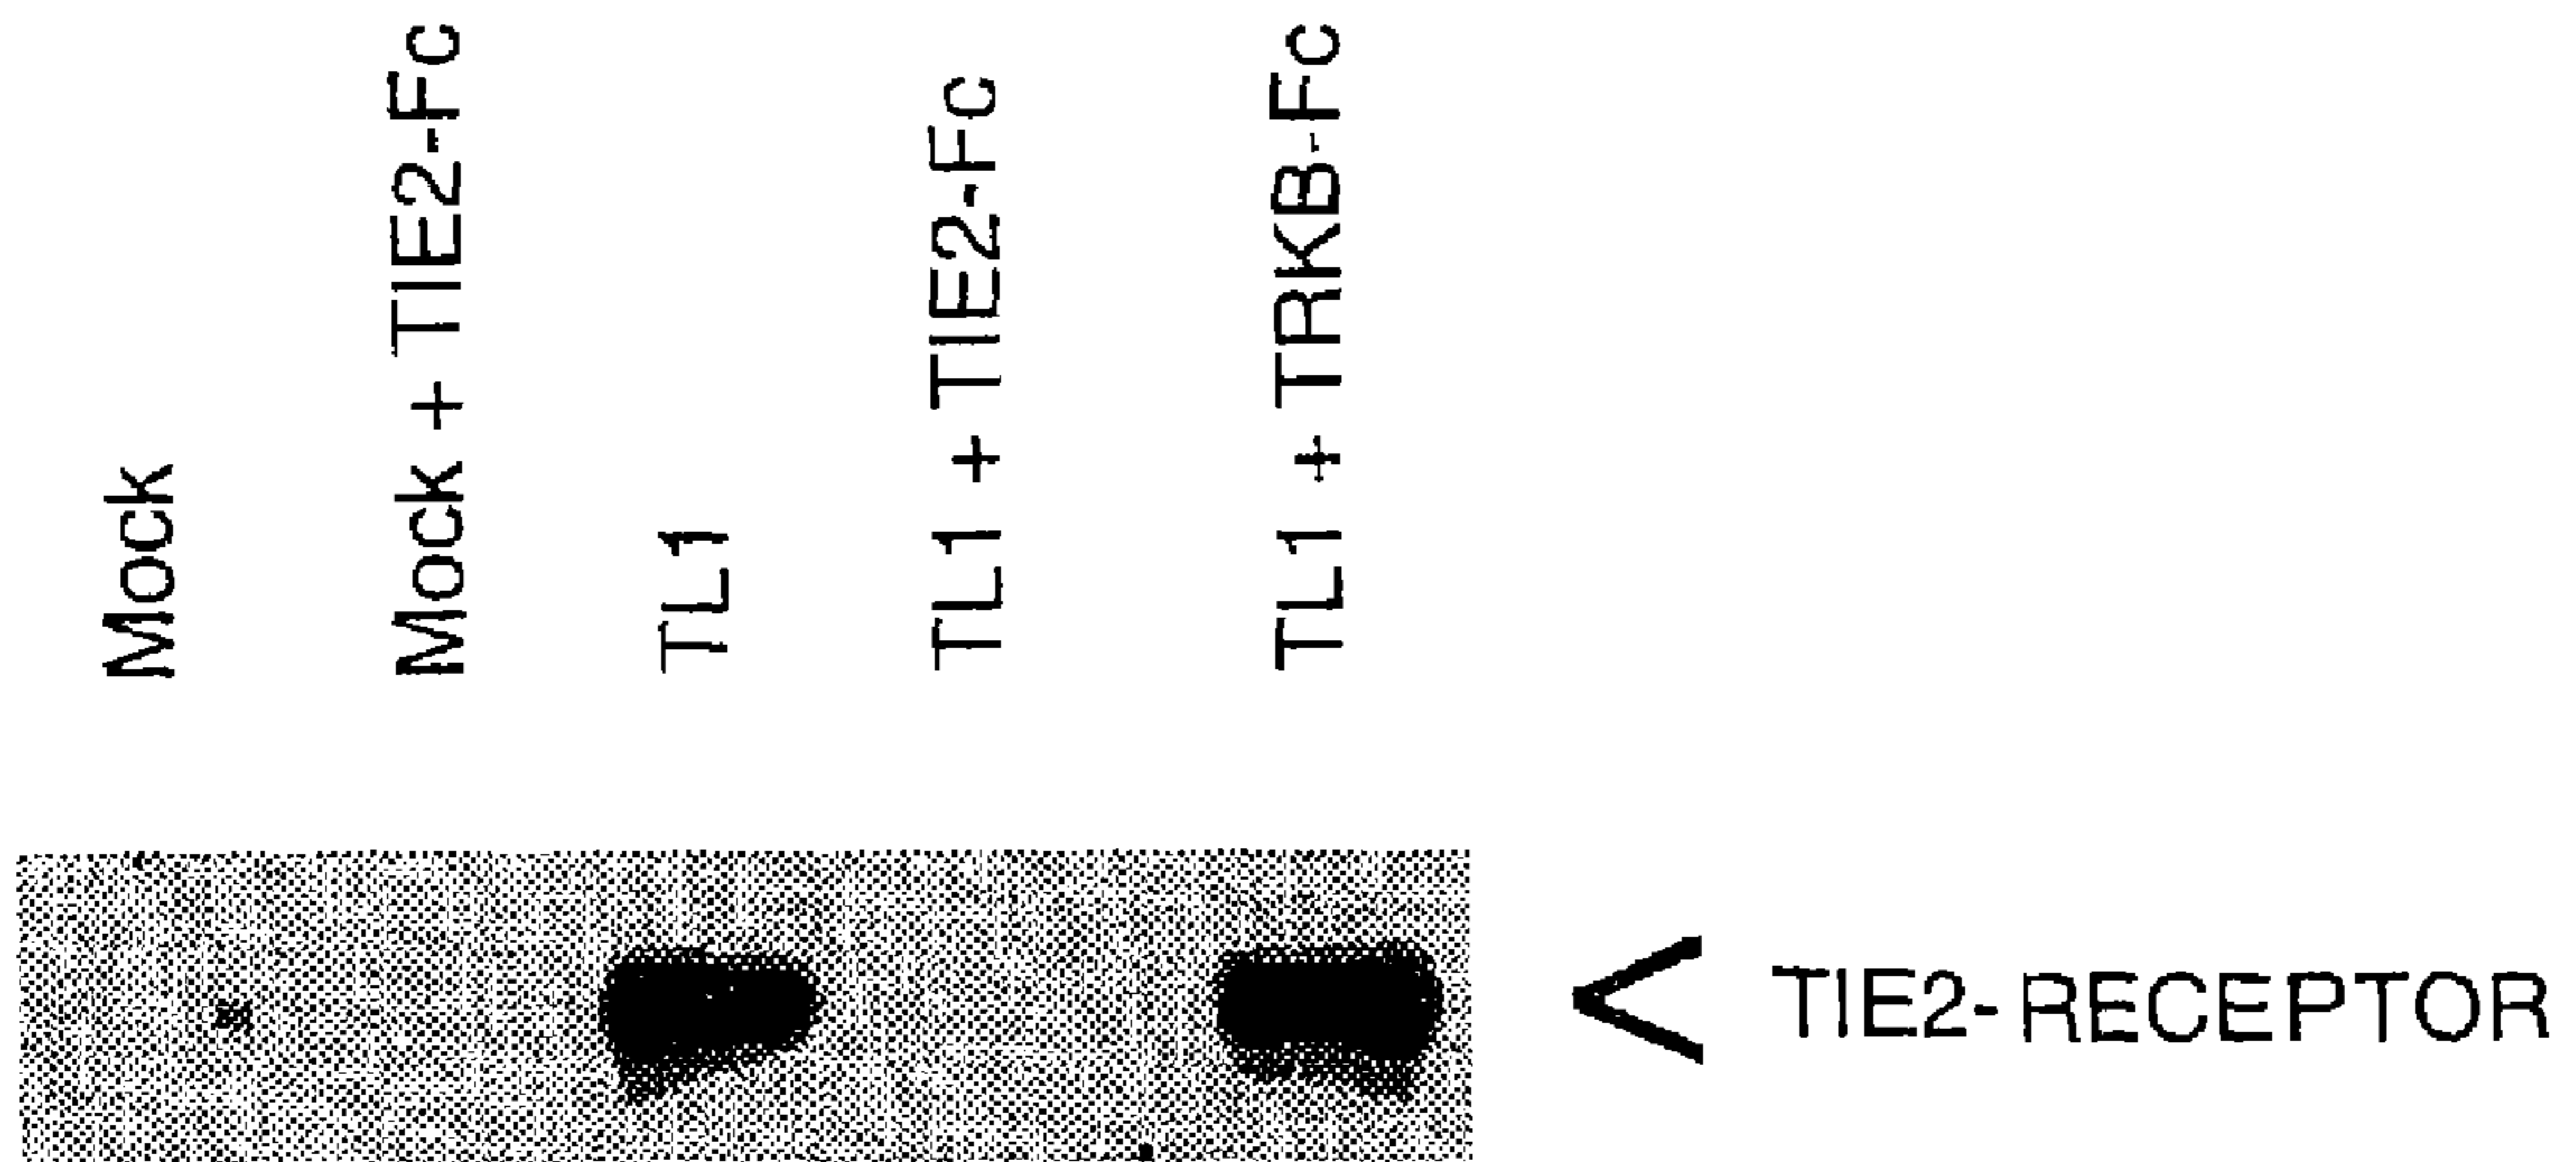 Mock
Mock + TIE2-Fc
TL1
TL1 + TIE2-Fc
TL1 + TRKB-Fc
< TIE2-RECEPTOR